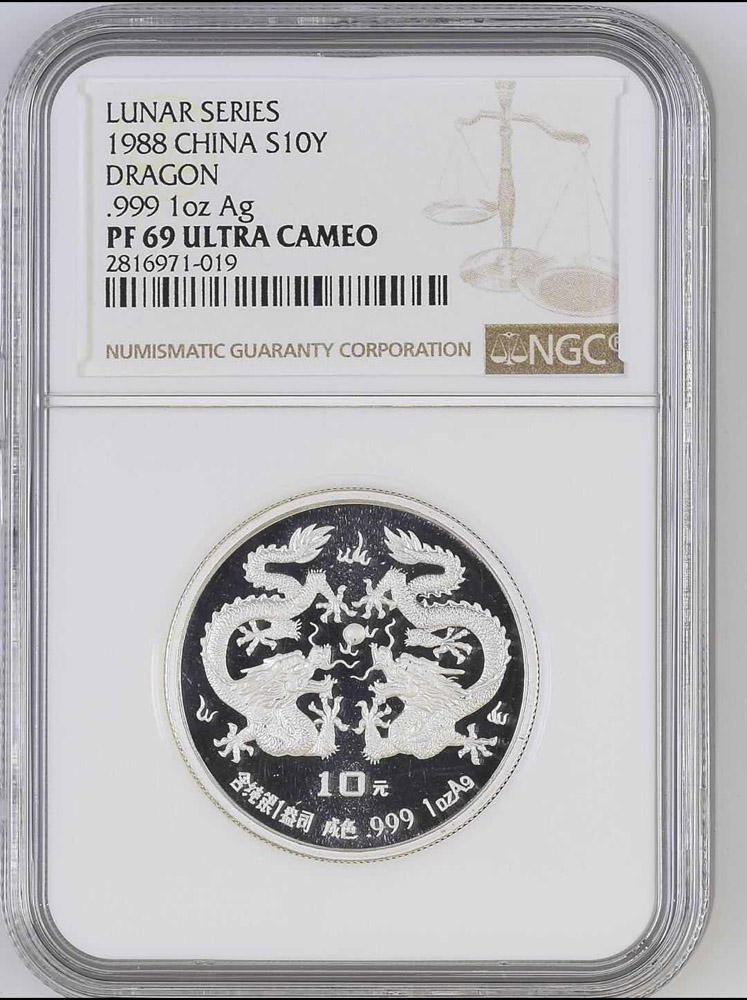 LUNAR SERIES
1988 CHINA S10Y
DRAGON
.999 1oz Ag
PF 69 ULTRA CAMEO
2816971-019
NUMISMATIC GUARANTY CORPORATION NGC®
10元
含纯银1盎司 成色 .999 1ozAg